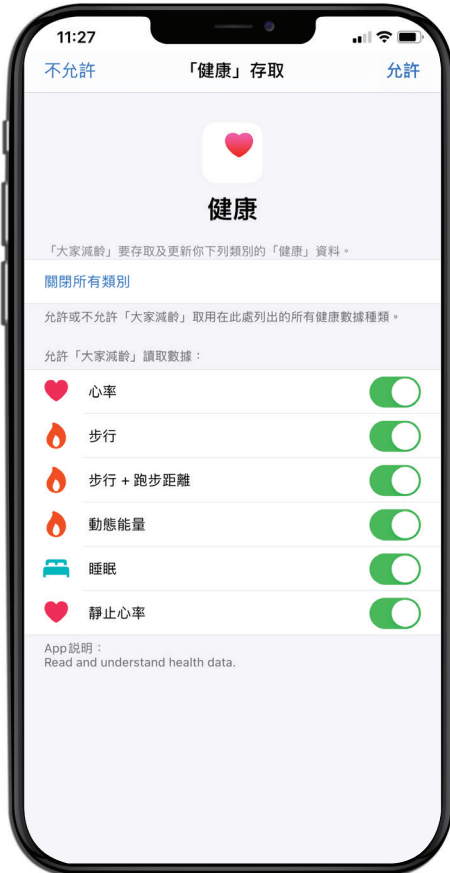 11:27
不允許 「健康」存取 允許
健康
「大家減齡」要存取及更新你下列類別的「健康」資料。
關閉所有類別
允許或不允許「大家減齡」取用在此處列出的所有健康數據種類。
允許「大家減齡」讀取數據：
心率
步行
步行 + 跑步距離
動態能量
睡眠
靜止心率
App說明：
Read and understand health data.